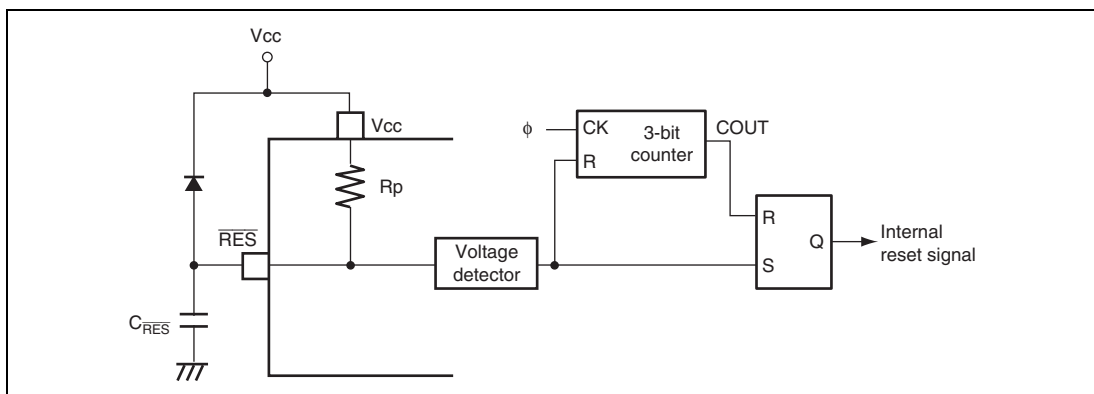 Vcc
Vcc
Rp
RES
CRES
Voltage
detector
ϕ
CK
R
3-bit
counter
COUT
R
S
Q
Internal
reset signal